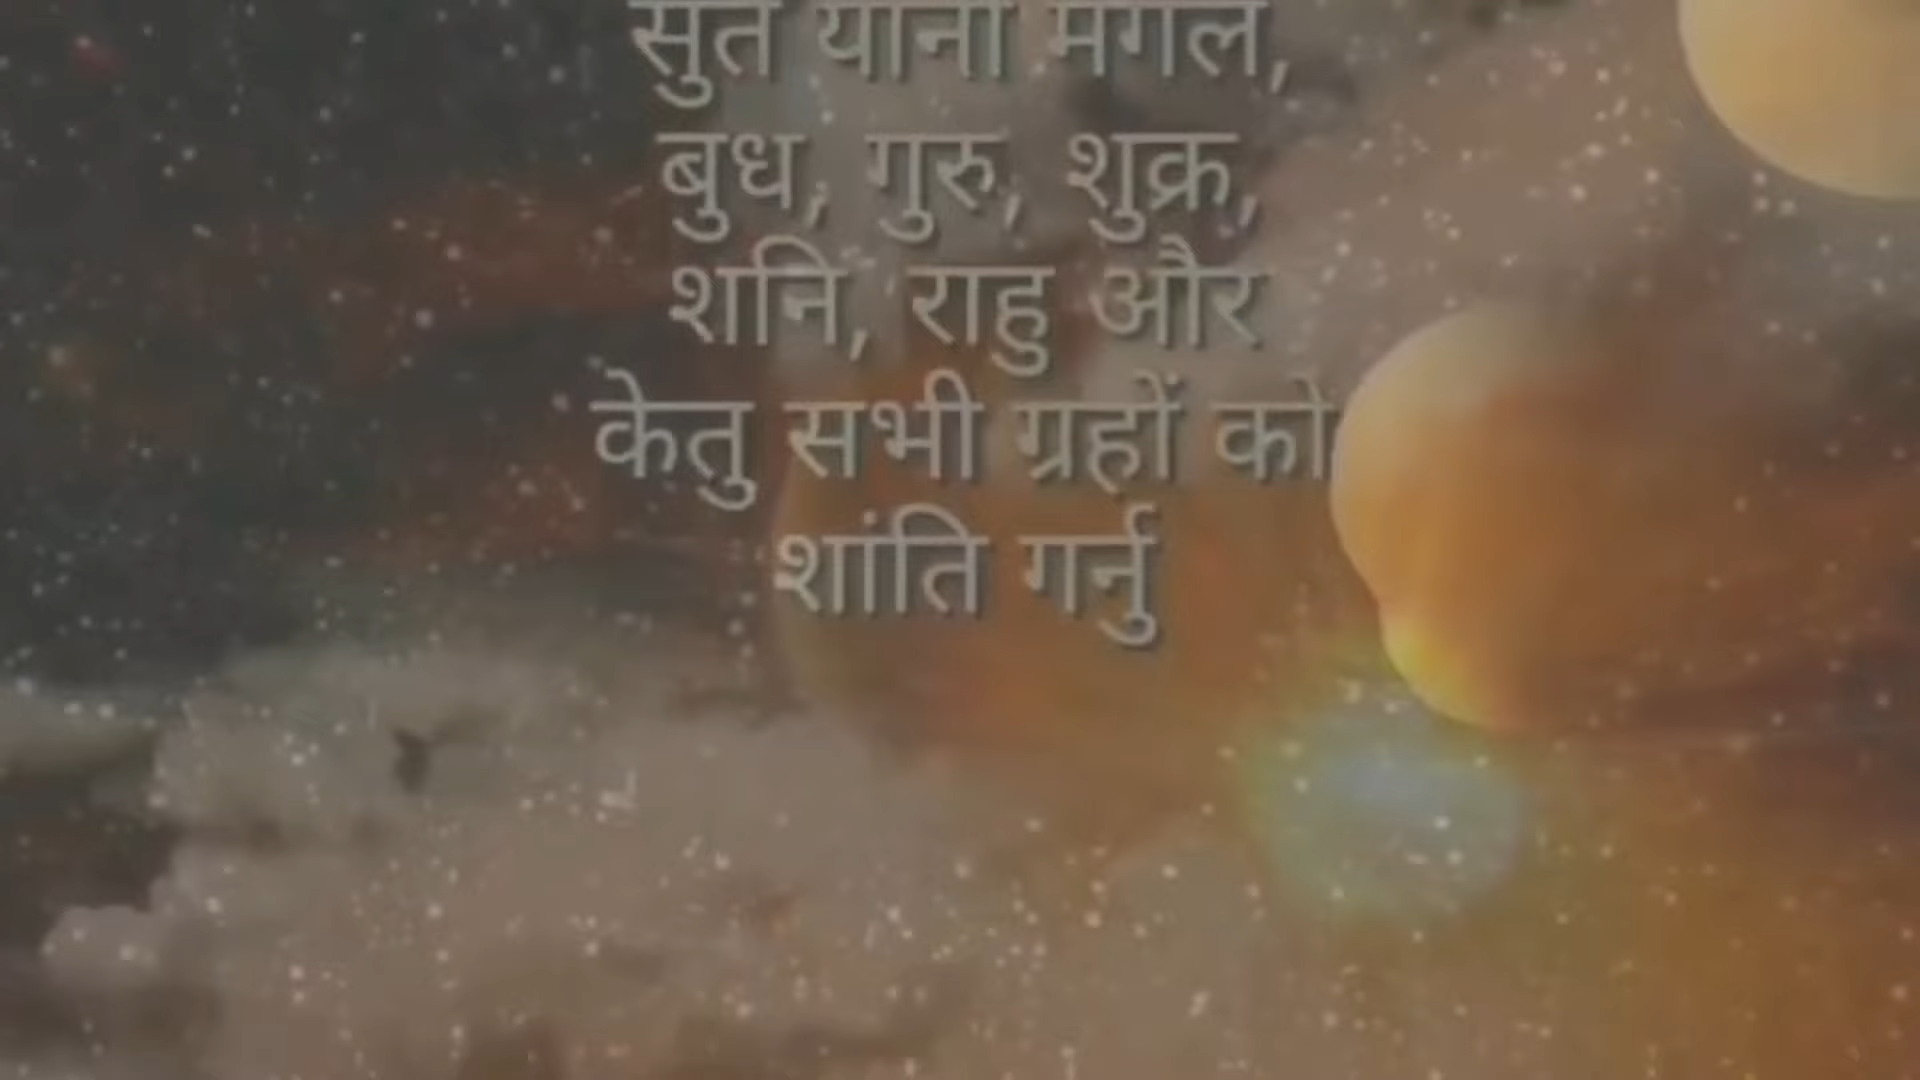 सुत यानी मंगल,
बुध, गुरु, शुक्र,
शनि, राहु और
केतु सभी ग्रहों को
शांति गर्नु